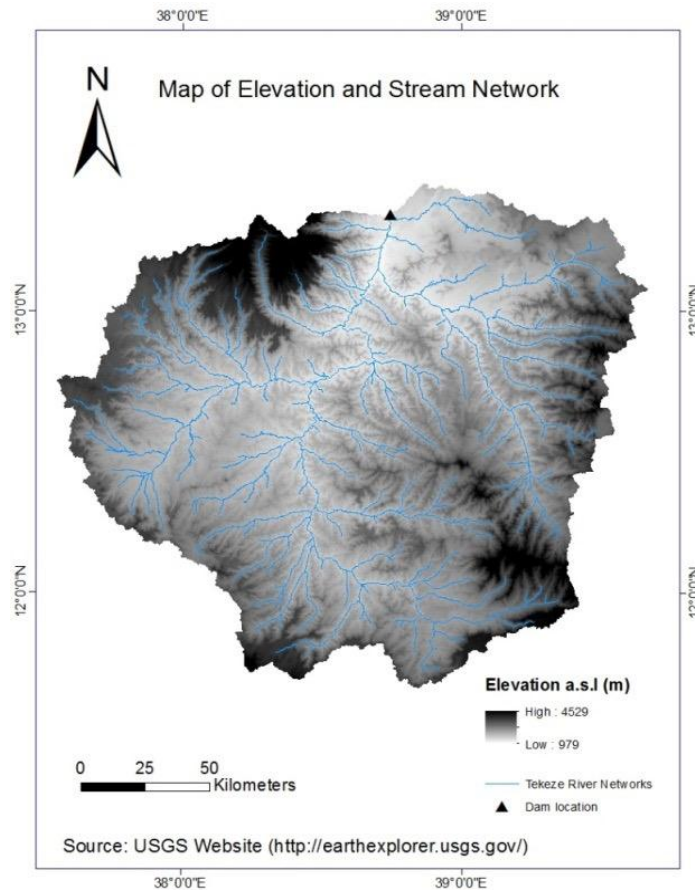 38°0'0"E 39°0'0"E
N
Map of Elevation and Stream Network
13°0'0"N 13°0'0"N
12°0'0"N 12°0'0"N
Elevation a.s.l (m)
High : 4529
Low : 979
0 25 50
Kilometers
Tekeze River Networks
Dam location
Source: USGS Website (http://earthexplorer.usgs.gov/)
38°0'0"E 39°0'0"E